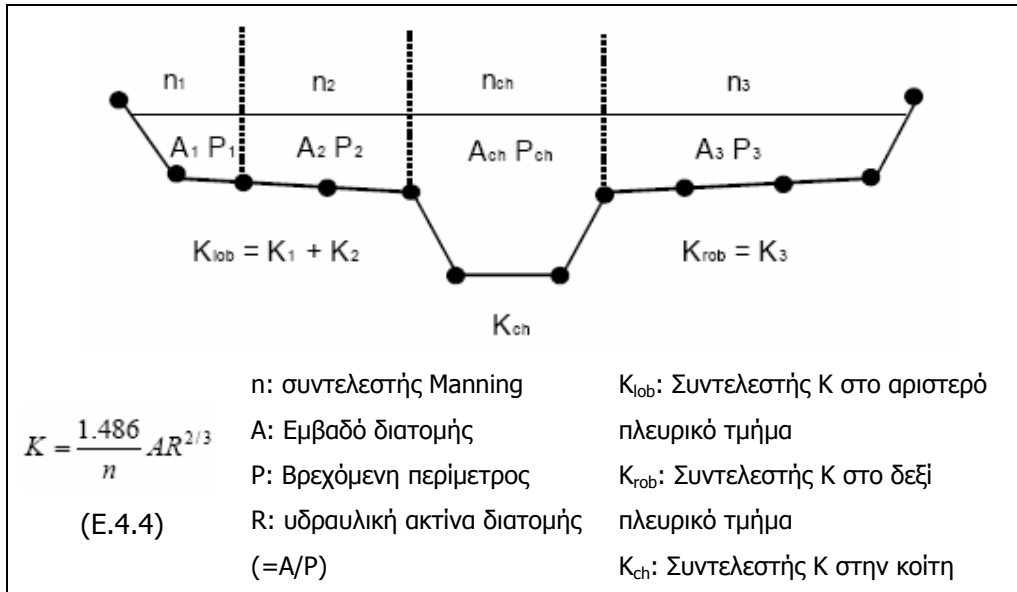 n₁ n₂ n_ch n₃
A₁ P₁ A₂ P₂ A_ch P_ch A₃ P₃
K_lob = K₁ + K₂ K_rob = K₃
K_ch
K = 1.486/n AR^2/3
(Ε.4.4)
n: συντελεστής Manning
Α: Εμβαδό διατομής
Ρ: Βρεχόμενη περίμετρος
R: υδραυλική ακτίνα διατομής
(=Α/Ρ)
K_lob: Συντελεστής Κ στο αριστερό
πλευρικό τμήμα
K_rob: Συντελεστής Κ στο δεξί
πλευρικό τμήμα
K_ch: Συντελεστής Κ στην κοίτη